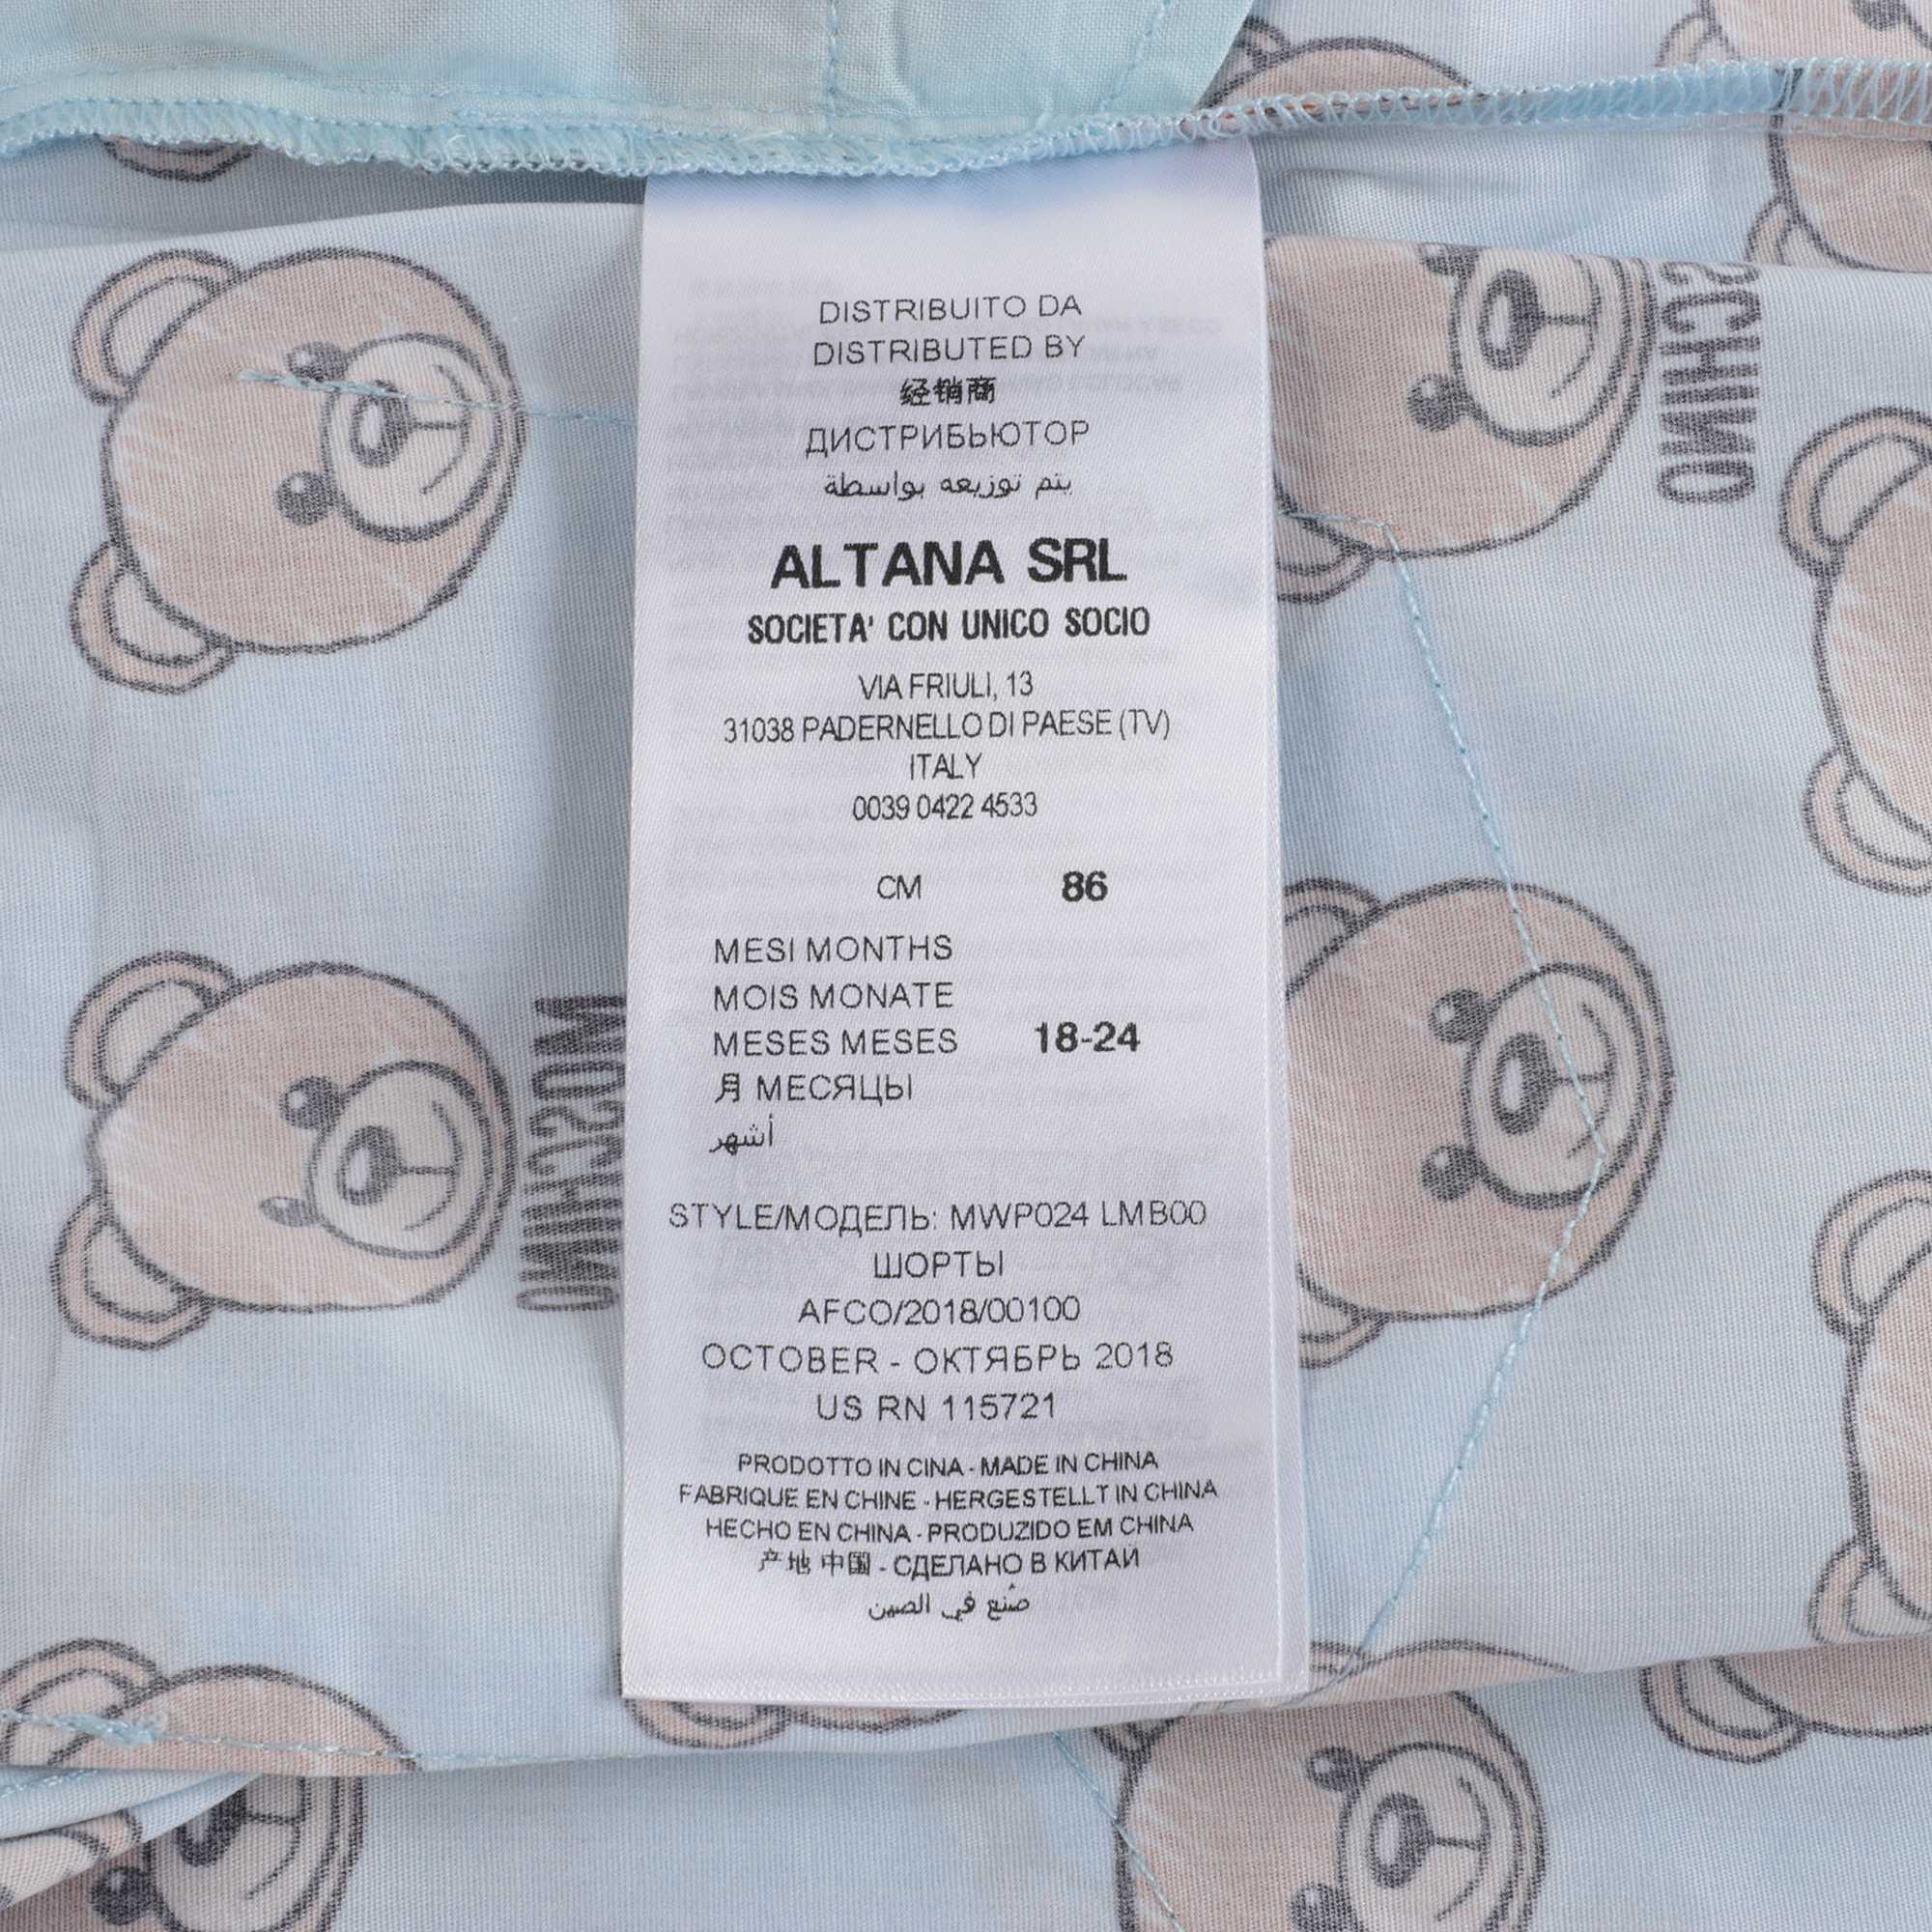 DISTRIBUITO DA
DISTRIBUTED BY
经销商
ДИСТРИБЬЮТОР
يتم توزيعه بواسطة
ALTANA SRL
SOCIETA' CON UNICO SOCIO
VIA FRIULI, 13
31038 PADERNELLO DI PAESE (TV)
ITALY
0039 0422 4533
CM 86
MESI MONTHS
MOIS MONATE
MESES MESES 18-24
月 МЕСЯЦЫ
أشهر
STYLE/МОДЕЛЬ: MWP024 LMB00
ШОРТЫ
AFCO/2018/00100
OCTOBER - ОКТЯБРЬ 2018
US RN 115721
PRODOTTO IN CINA - MADE IN CHINA
FABRIQUE EN CHINE - HERGESTELLT IN CHINA
HECHO EN CHINA - PRODUZIDO EM CHINA
产地 中国 - СДЕЛАНО В КИТАЙ
صُنع في الصين
MOSCHINO
SCHINO